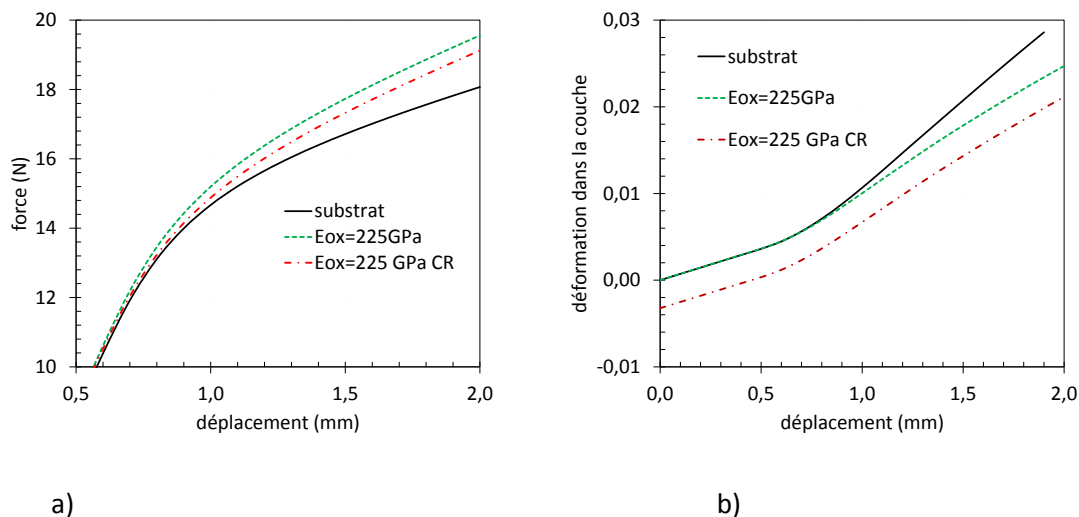 20
18
16
14
12
10
force (N)
substrat
Eox=225GPa
Eox=225 GPa CR
0,5
1,0
1,5
2,0
déplacement (mm)
a)
0,03
0,02
0,01
0,00
-0,01
déformation dans la couche
substrat
Eox=225GPa
Eox=225 GPa CR
0,0
0,5
1,0
1,5
2,0
déplacement (mm)
b)